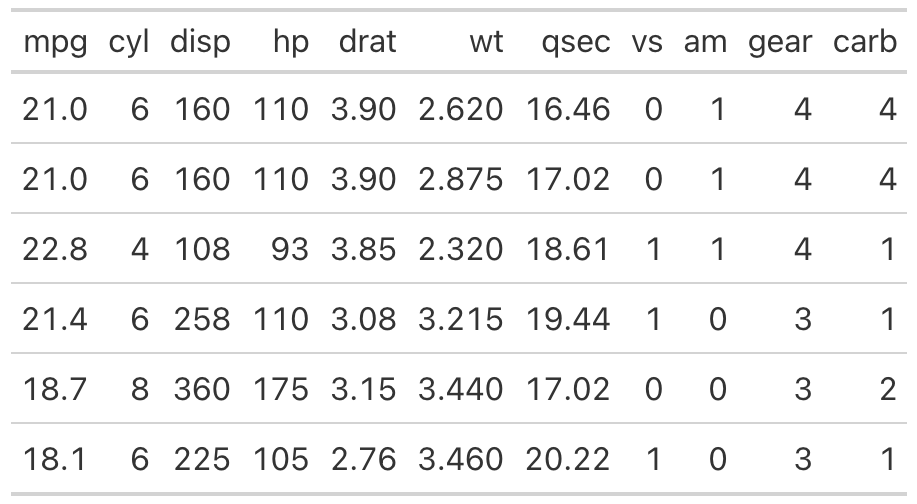 mpg cyl disp hp drat wt qsec vs am gear carb
21.0 6 160 110 3.90 2.620 16.46 0 1 4 4
21.0 6 160 110 3.90 2.875 17.02 0 1 4 4
22.8 4 108 93 3.85 2.320 18.61 1 1 4 1
21.4 6 258 110 3.08 3.215 19.44 1 0 3 1
18.7 8 360 175 3.15 3.440 17.02 0 0 3 2
18.1 6 225 105 2.76 3.460 20.22 1 0 3 1